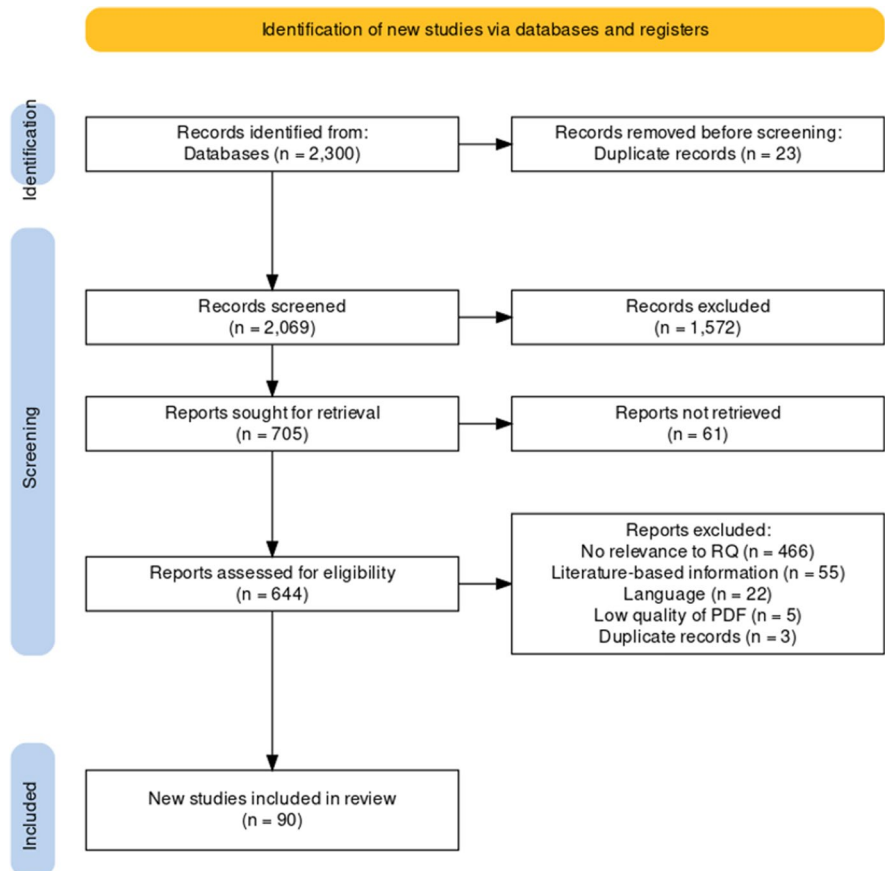 Identification of new studies via databases and registers
Identification
Records identified from:
Databases (n = 2,300)
Records removed before screening:
Duplicate records (n = 23)
Screening
Records screened
(n = 2,069)
Records excluded
(n = 1,572)
Reports sought for retrieval
(n = 705)
Reports not retrieved
(n = 61)
Reports assessed for eligibility
(n = 644)
Reports excluded:
No relevance to RQ (n = 466)
Literature-based information (n = 55)
Language (n = 22)
Low quality of PDF (n = 5)
Duplicate records (n = 3)
Included
New studies included in review
(n = 90)